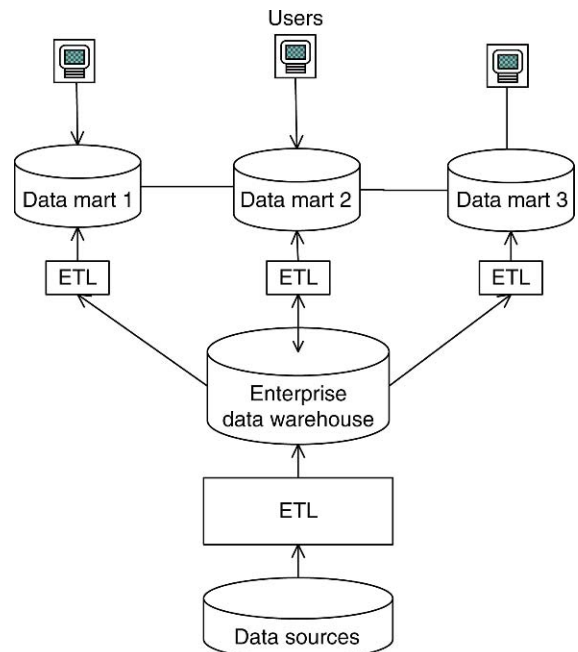 Users
Data mart 1
Data mart 2
Data mart 3
ETL
ETL
ETL
Enterprise
data warehouse
ETL
Data sources